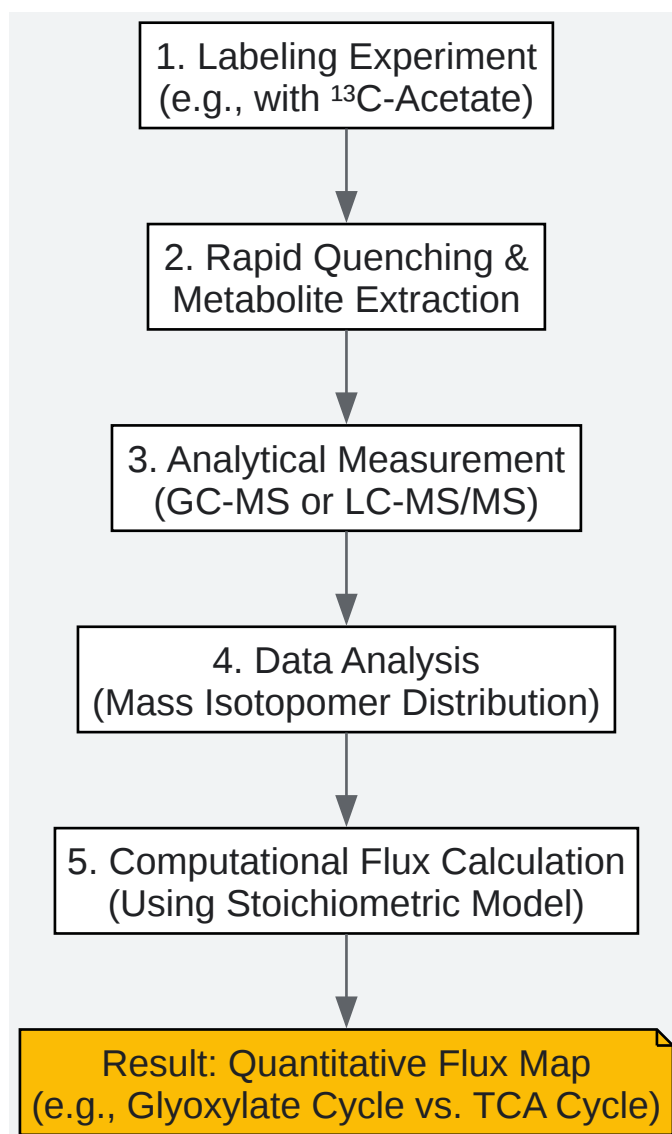 1. Labeling Experiment
(e.g., with ¹³C-Acetate)
2. Rapid Quenching &
Metabolite Extraction
3. Analytical Measurement
(GC-MS or LC-MS/MS)
4. Data Analysis
(Mass Isotopomer Distribution)
5. Computational Flux Calculation
(Using Stoichiometric Model)
Result: Quantitative Flux Map
(e.g., Glyoxylate Cycle vs. TCA Cycle)